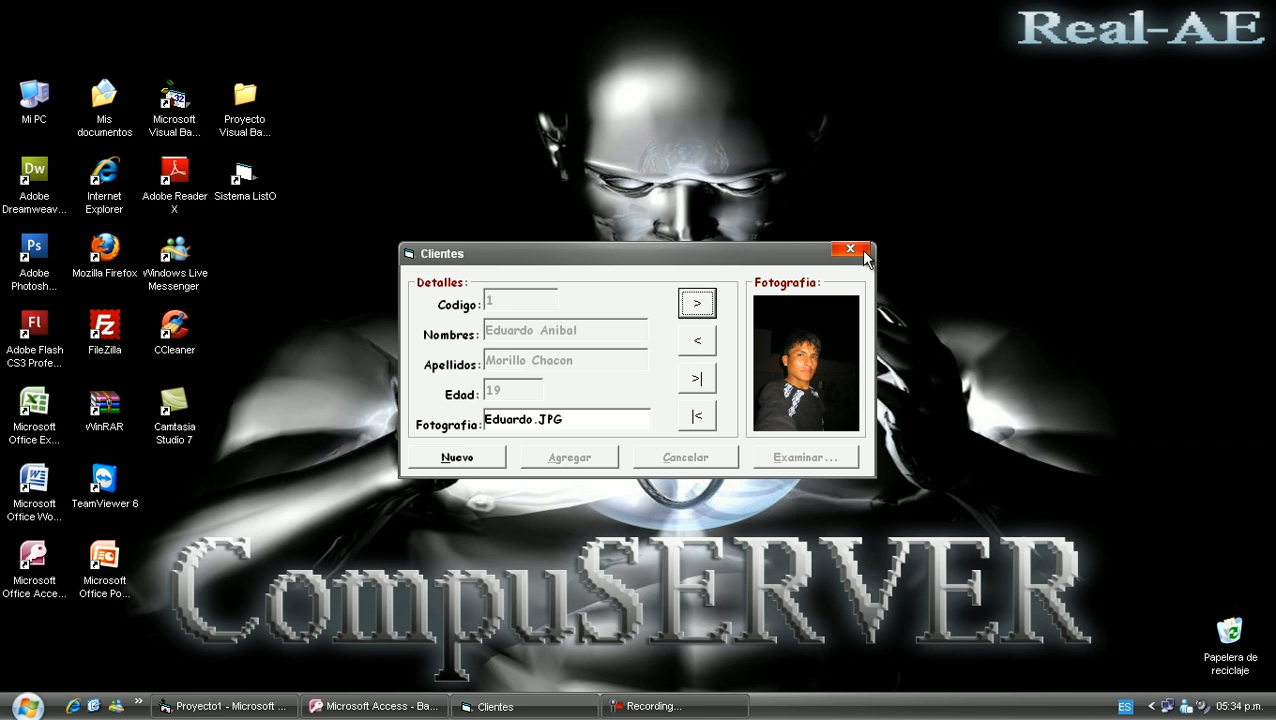 Real-AE
Mi PC
Mis documentos
Microsoft Visual Ba...
Proyecto Visual Ba...
Adobe Dreamweav...
Internet Explorer
Adobe Reader X
Sistema ListO
Adobe Photosh...
Mozilla Firefox
Windows Live Messenger
Adobe Flash CS3 Profe...
FileZilla
CCleaner
Microsoft Office Ex...
WinRAR
Camtasia Studio 7
Microsoft Office Wo...
TeamViewer 6
Microsoft Office Acce...
Microsoft Office Po...
Clientes
Detalles:
Codigo: 1
Nombres: Eduardo Anibal
Apellidos: Morillo Chacon
Edad: 19
Fotografia: Eduardo.JPG
>
<
>|
|<
Fotografia:
Nuevo
Agregar
Cancelar
Examinar...
CompuSERVER
Papelera de reciclaje
Proyecto1 - Microsoft ...
Microsoft Access - Ba...
Clientes
Recording...
ES
05:34 p.m.